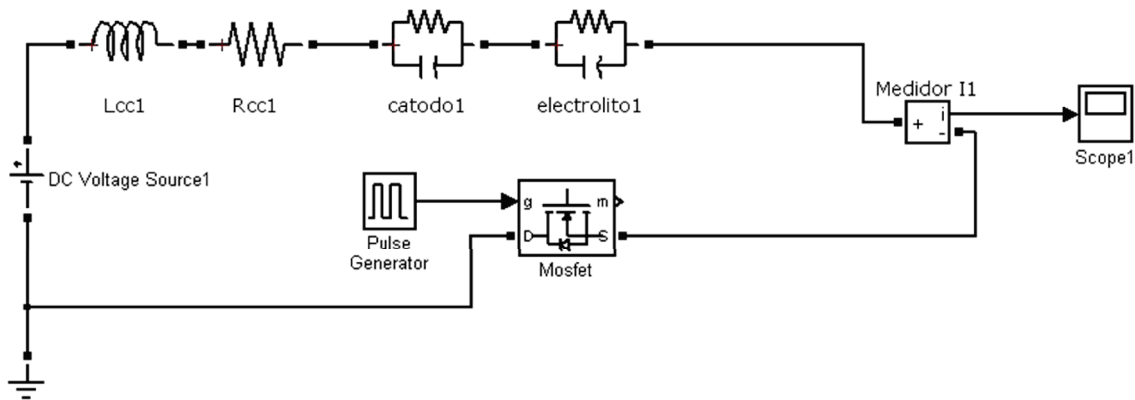 Lcc1
Rcc1
catodo1
electrolito1
Medidor I1
+
i
-
Scope1
DC Voltage Source1
g
m
D
S
Pulse
Generator
Mosfet